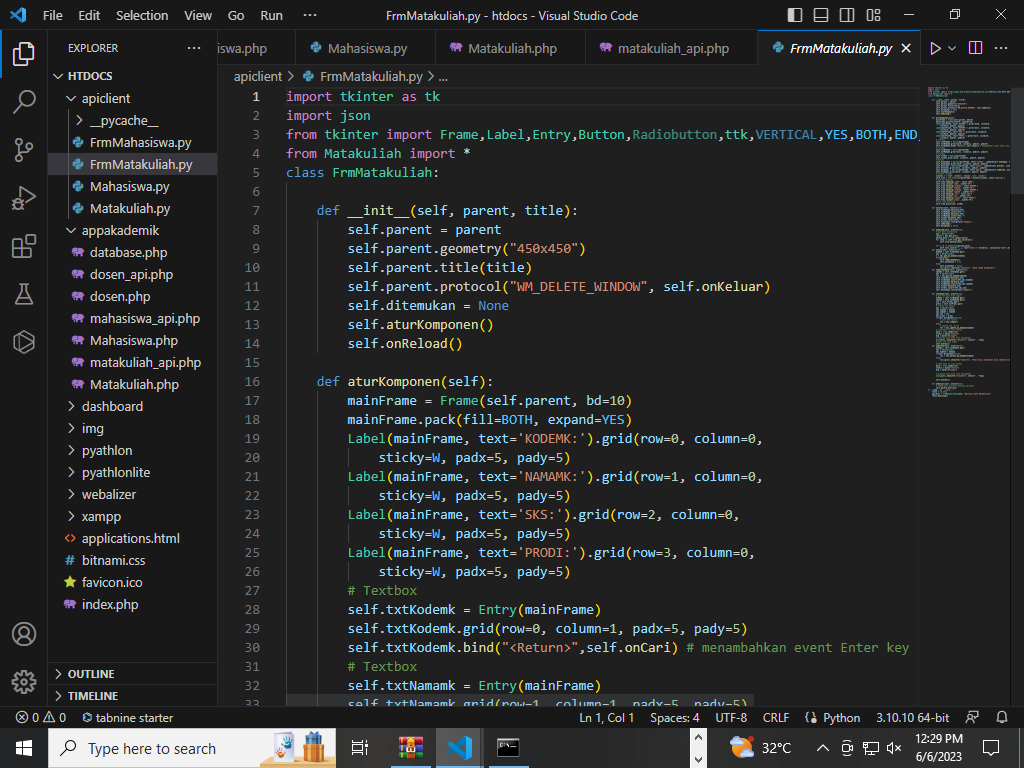 File Edit Selection View Go Run ··· FrmMatakuliah.py - htdocs - Visual Studio Code
EXPLORER ···
iswa.php Mahasiswa.py Matakuliah.php matakuliah_api.php FrmMatakuliah.py
HTDOCS
apiclient
__pycache__
FrmMahasiswa.py
FrmMatakuliah.py
Mahasiswa.py
Matakuliah.py
appakademik
database.php
dosen_api.php
dosen.php
mahasiswa_api.php
Mahasiswa.php
matakuliah_api.php
Matakuliah.php
dashboard
img
pyathlon
pyathlonlite
webalizer
xampp
applications.html
bitnami.css
favicon.ico
index.php
OUTLINE
TIMELINE
apiclient > FrmMatakuliah.py > ...
1 import tkinter as tk
2 import json
3 from tkinter import Frame,Label,Entry,Button,Radiobutton,ttk,VERTICAL,YES,BOTH,END,
4 from Matakuliah import *
5 class FrmMatakuliah:
6
7 def __init__(self, parent, title):
8 self.parent = parent
9 self.parent.geometry("450x450")
10 self.parent.title(title)
11 self.parent.protocol("WM_DELETE_WINDOW", self.onKeluar)
12 self.ditemukan = None
13 self.aturKomponen()
14 self.onReload()
15
16 def aturKomponen(self):
17 mainFrame = Frame(self.parent, bd=10)
18 mainFrame.pack(fill=BOTH, expand=YES)
19 Label(mainFrame, text='KODEMK:').grid(row=0, column=0,
20 sticky=W, padx=5, pady=5)
21 Label(mainFrame, text='NAMAMK:').grid(row=1, column=0,
22 sticky=W, padx=5, pady=5)
23 Label(mainFrame, text='SKS:').grid(row=2, column=0,
24 sticky=W, padx=5, pady=5)
25 Label(mainFrame, text='PRODI:').grid(row=3, column=0,
26 sticky=W, padx=5, pady=5)
27 # Textbox
28 self.txtKodemk = Entry(mainFrame)
29 self.txtKodemk.grid(row=0, column=1, padx=5, pady=5)
30 self.txtKodemk.bind("<Return>",self.onCari) # menambahkan event Enter key
31 # Textbox
32 self.txtNamamk = Entry(mainFrame)
33 self.txtNamamk.grid(row=1, column=1, padx=5, pady=5)
0 0 tabnine starter Ln 1, Col 1 Spaces: 4 UTF-8 CRLF Python 3.10.10 64-bit
Type here to search 32°C 12:29 PM
6/6/2023